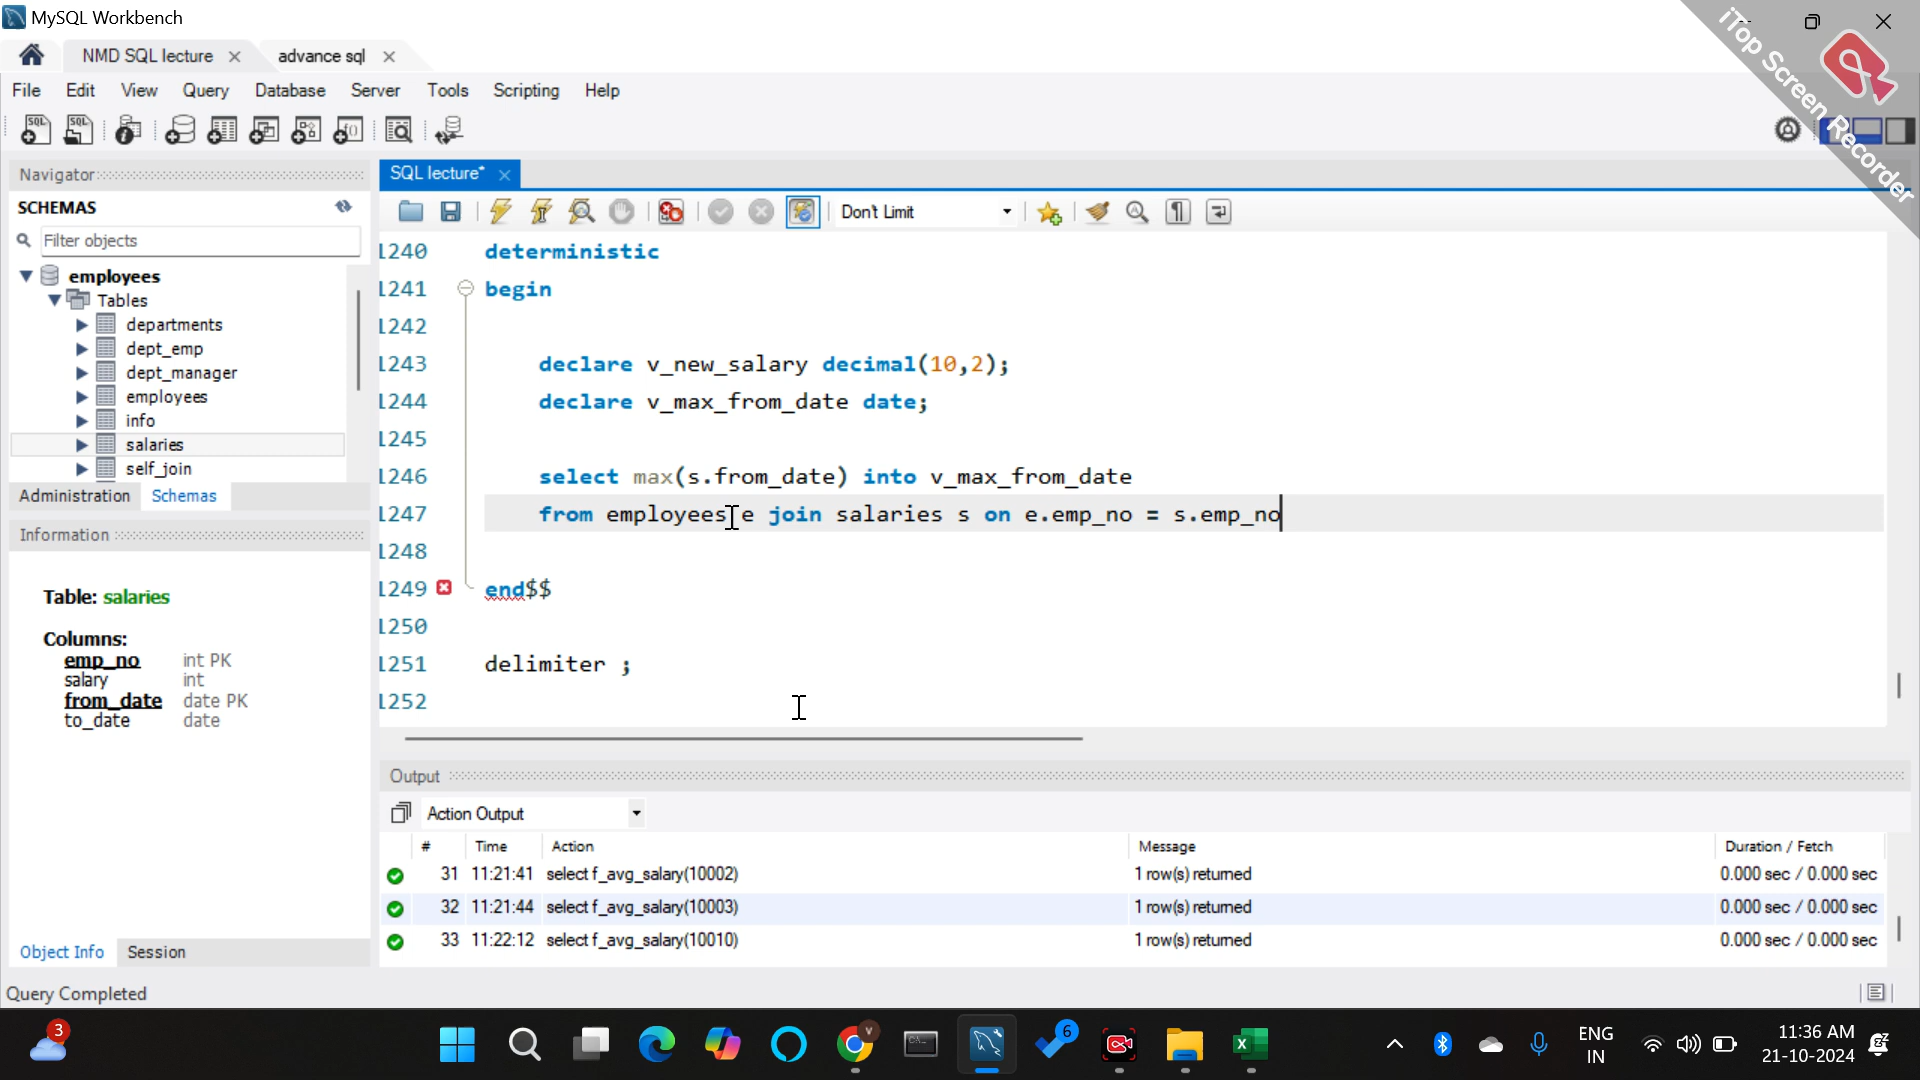 MySQL Workbench
NMD SQL lecture
advance sql
File Edit View Query Database Server Tools Scripting Help
Navigator
SCHEMAS
Filter objects
employees
Tables
departments
dept_emp
dept_manager
employees
info
salaries
self_join
Administration Schemas
Information
Table: salaries
Columns:
emp_no int PK
salary int
from_date date PK
to_date date
Object Info Session
SQL lecture*
Don't Limit
1240 deterministic
1241 begin
1242
1243 declare v_new_salary decimal(10,2);
1244 declare v_max_from_date date;
1245
1246 select max(s.from_date) into v_max_from_date
1247 from employees e join salaries s on e.emp_no = s.emp_no
1248
1249 end$$
1250
1251 delimiter ;
1252
Output
Action Output
# Time Action Message Duration / Fetch
31 11:21:41 select f_avg_salary(10002) 1 row(s) returned 0.000 sec / 0.000 sec
32 11:21:44 select f_avg_salary(10003) 1 row(s) returned 0.000 sec / 0.000 sec
33 11:22:12 select f_avg_salary(10010) 1 row(s) returned 0.000 sec / 0.000 sec
Query Completed
iTop Screen Recorder
3
V
6
ENG
IN
11:36 AM
21-10-2024